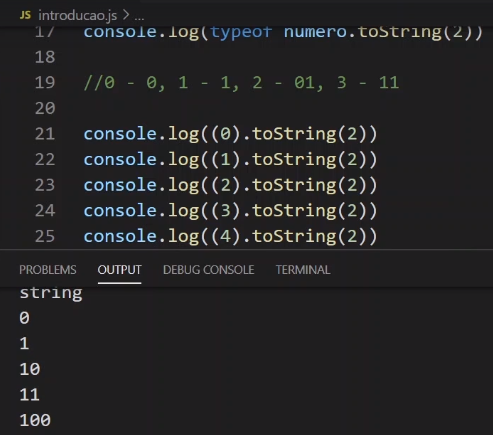 JS introducao.js > ...
17 console.log(typeof numero.toString(2))
18
19 //0 - 0, 1 - 1, 2 - 01, 3 - 11
20
21 console.log((0).toString(2))
22 console.log((1).toString(2))
23 console.log((2).toString(2))
24 console.log((3).toString(2))
25 console.log((4).toString(2))
PROBLEMS OUTPUT DEBUG CONSOLE TERMINAL
string
0
1
10
11
100